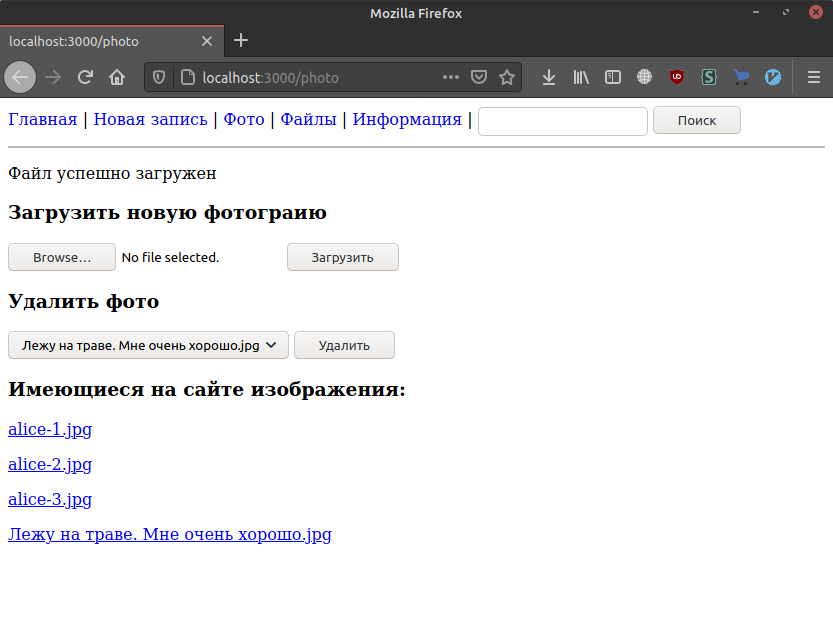 Mozilla Firefox
localhost:3000/photo
localhost:3000/photo
Главная | Новая запись | Фото | Файлы | Информация | Поиск
Файл успешно загружен
Загрузить новую фотограию
Browse... No file selected. Загрузить
Удалить фото
Лежу на траве. Мне очень хорошо.jpg Удалить
Имеющиеся на сайте изображения:
alice-1.jpg
alice-2.jpg
alice-3.jpg
Лежу на траве. Мне очень хорошо.jpg